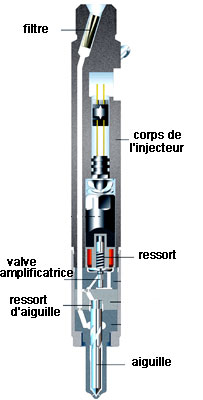 filtre
corps de
l'injecteur
ressort
valve
amplificatrice
ressort
d'aiguille
aiguille